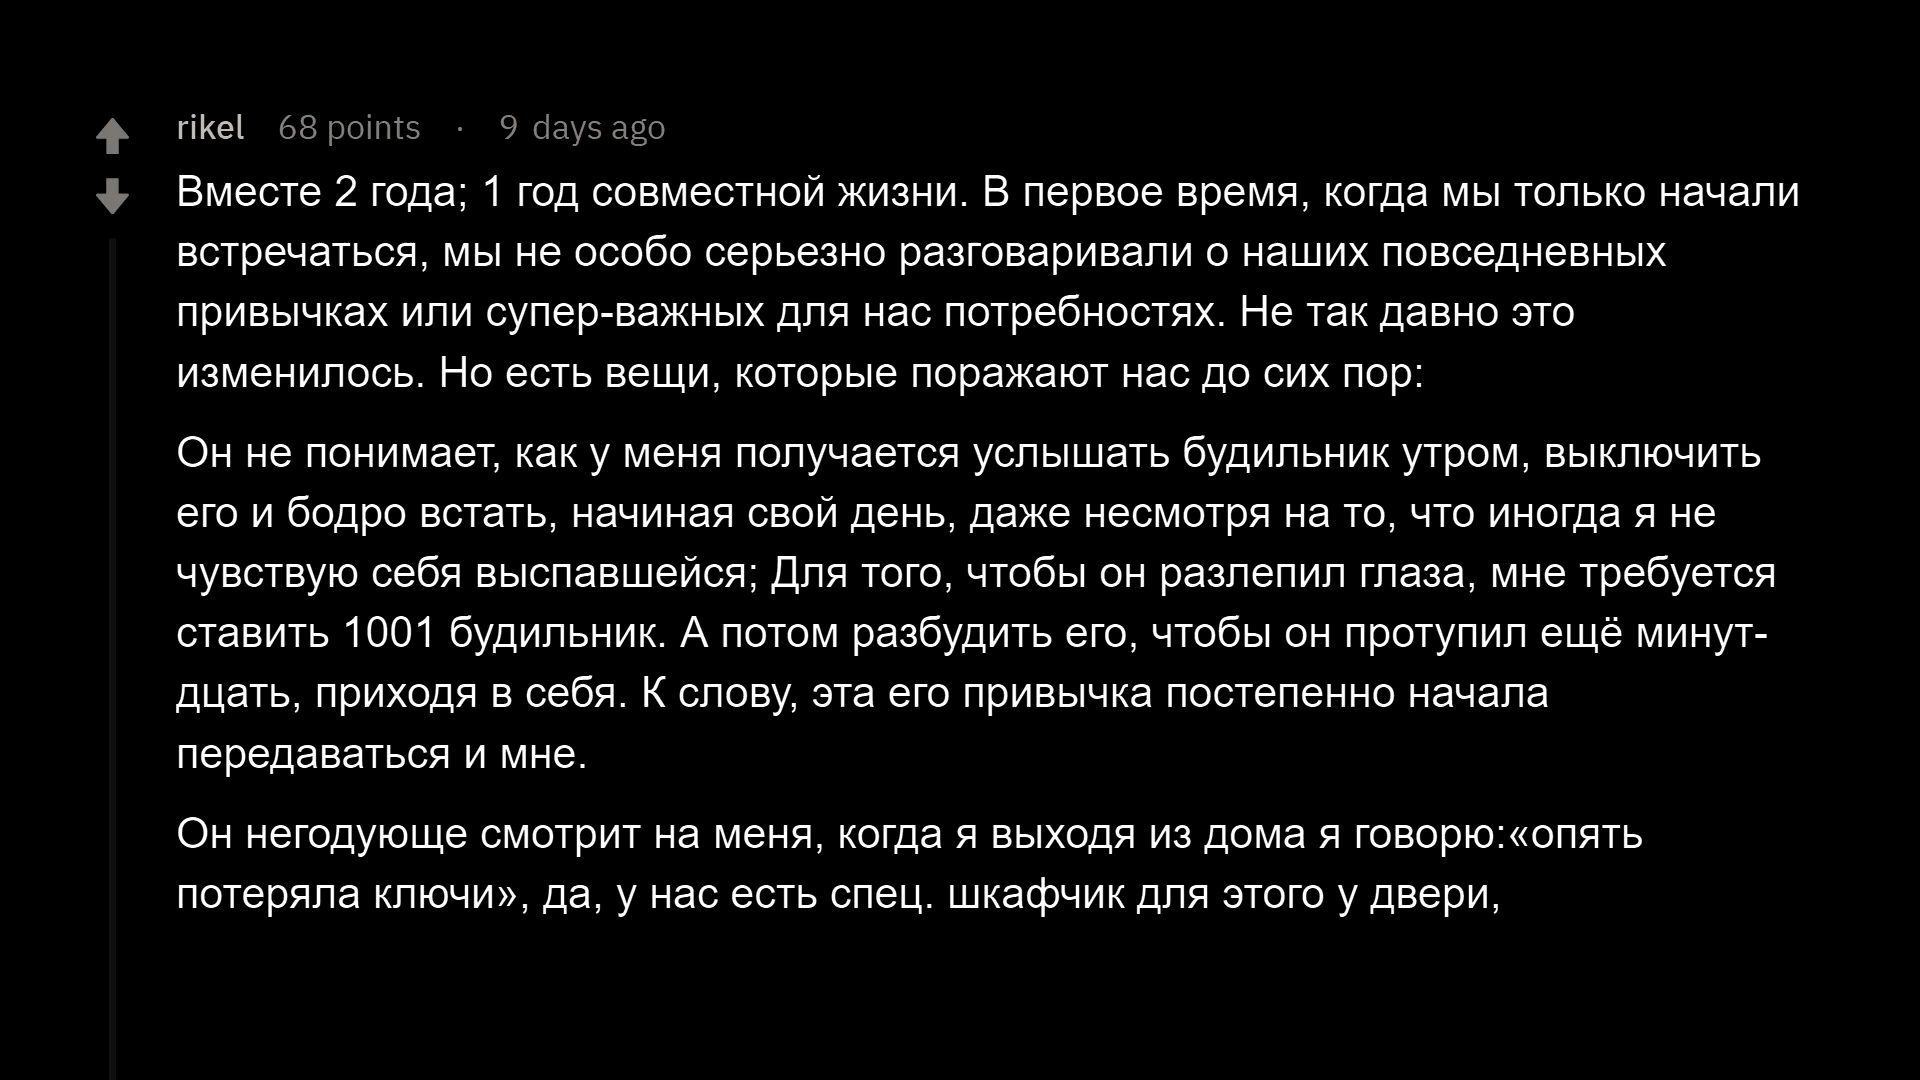 rikel 68 points · 9 days ago
Вместе 2 года; 1 год совместной жизни. В первое время, когда мы только начали
встречаться, мы не особо серьезно разговаривали о наших повседневных
привычках или супер-важных для нас потребностях. Не так давно это
изменилось. Но есть вещи, которые поражают нас до сих пор:
Он не понимает, как у меня получается услышать будильник утром, выключить
его и бодро встать, начиная свой день, даже несмотря на то, что иногда я не
чувствую себя выспавшейся; Для того, чтобы он разлепил глаза, мне требуется
ставить 1001 будильник. А потом разбудить его, чтобы он протупил ещё минут-
дцать, приходя в себя. К слову, эта его привычка постепенно начала
передаваться и мне.
Он негодующе смотрит на меня, когда я выходя из дома я говорю:«опять
потеряла ключи», да, у нас есть спец. шкафчик для этого у двери,